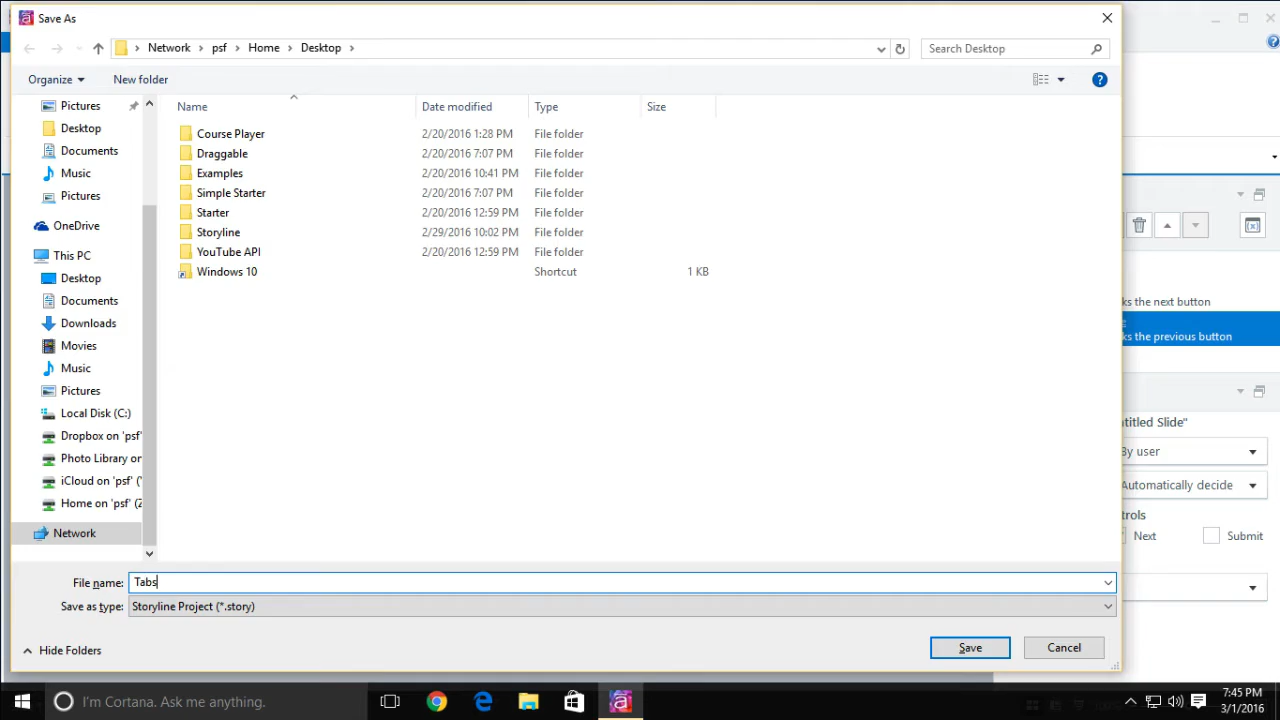 Save As
Network > psf > Home > Desktop >
Search Desktop
Organize
New folder
Name
Date modified
Type
Size
Pictures
Desktop
Documents
Music
Pictures
OneDrive
This PC
Desktop
Documents
Downloads
Movies
Music
Pictures
Local Disk (C:)
Dropbox on 'psf'
Photo Library on
iCloud on 'psf' ('
Home on 'psf' (Z
Network
Course Player 2/20/2016 1:28 PM File folder
Draggable 2/20/2016 7:07 PM File folder
Examples 2/20/2016 10:41 PM File folder
Simple Starter 2/20/2016 7:07 PM File folder
Starter 2/20/2016 12:59 PM File folder
Storyline 2/29/2016 10:02 PM File folder
YouTube API 2/20/2016 12:59 PM File folder
Windows 10 Shortcut 1 KB
File name: Tabs
Save as type: Storyline Project (*.story)
Hide Folders
Save
Cancel
ks the next button
ks the previous button
titled Slide"
By user
Automatically decide
trols
Next
Submit
I'm Cortana. Ask me anything.
7:45 PM
3/1/2016